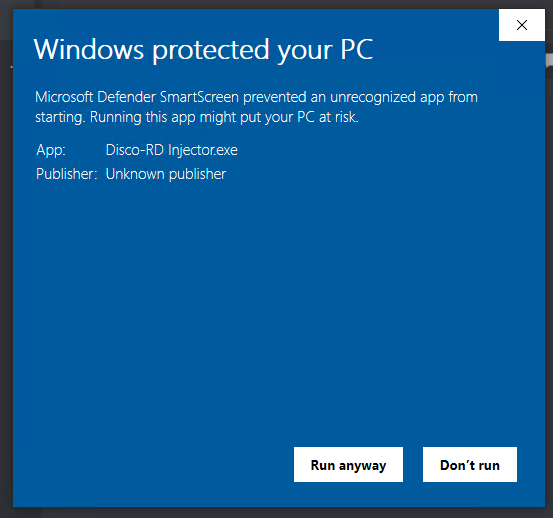 Windows protected your PC
Microsoft Defender SmartScreen prevented an unrecognized app from
starting. Running this app might put your PC at risk.
App: Disco-RD Injector.exe
Publisher: Unknown publisher
Run anyway Don't run